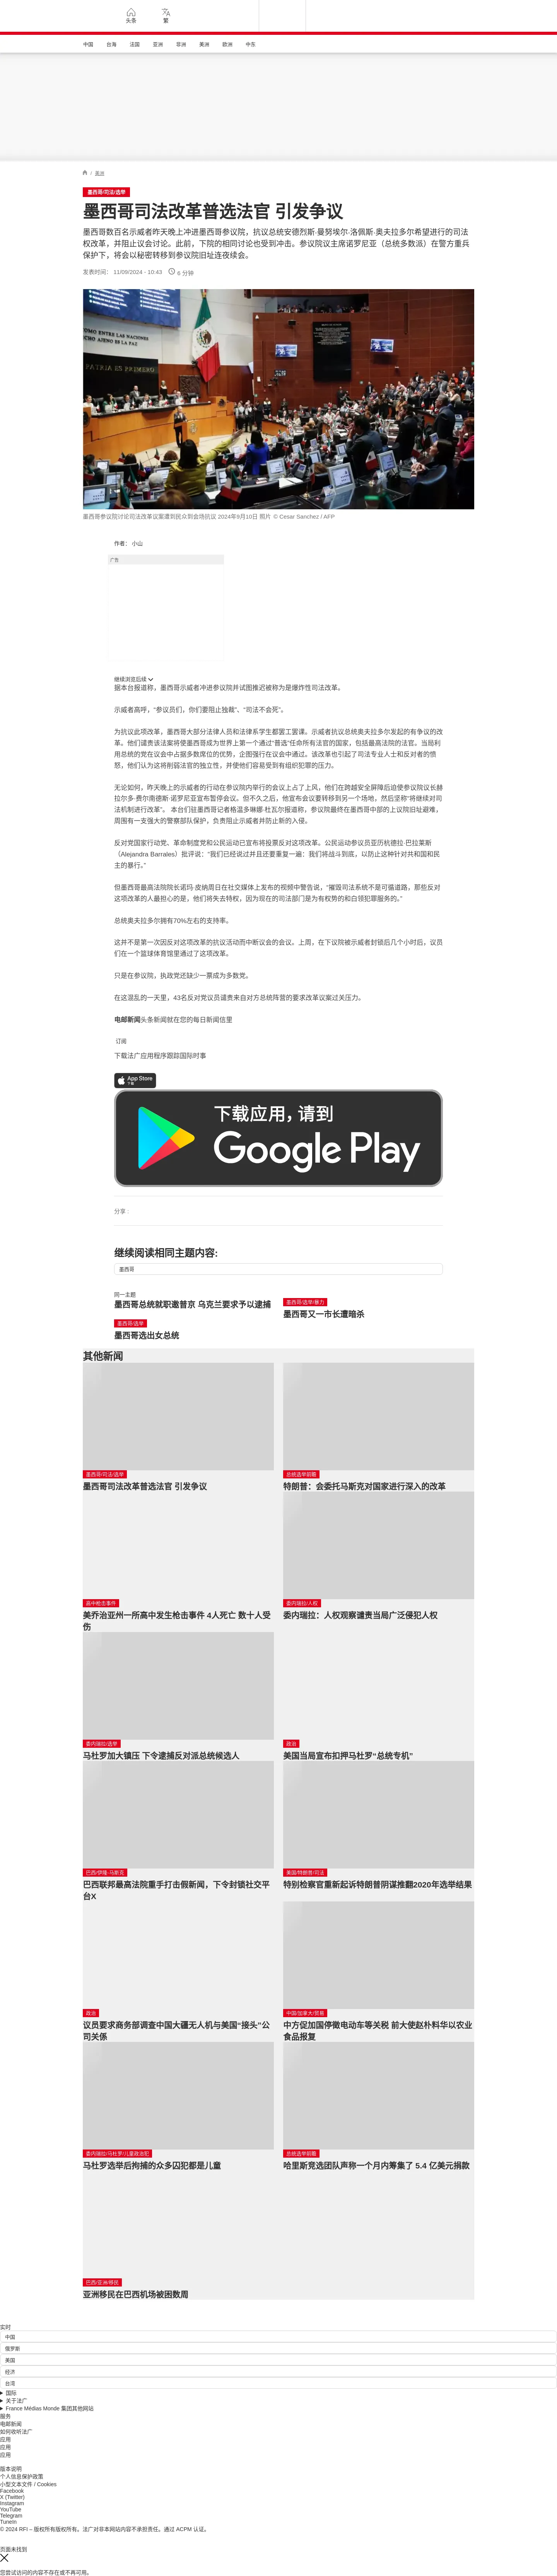 头条
繁
中国
台海
法国
亚洲
非洲
美洲
欧洲
中东
/ 美洲
墨西哥/司法/选举
墨西哥司法改革普选法官 引发争议
墨西哥数百名示威者昨天晚上冲进墨西哥参议院，抗议总统安德烈斯·曼努埃尔·洛佩斯·奥夫拉多尔希望进行的司法
权改革，并阻止议会讨论。此前，下院的相同讨论也受到冲击。参议院议主席诺罗尼亚（总统多数派）在警方重兵
保护下，将会以秘密转移到参议院旧址连夜续会。
发表时间： 11/09/2024 - 10:43
6 分钟
墨西哥参议院讨论司法改革议案遭到民众到会场抗议 2024年9月10日 照片 © Cesar Sanchez / AFP
作者： 小山
广告
继续浏览后续
据本台报道称，墨西哥示威者冲进参议院并试图推迟被称为是爆炸性司法改革。
示威者高呼，“参议员们，你们要阻止独裁”、“司法不会死”。
为抗议此项改革，墨西哥大部分法律人员和法律系学生都罢工罢课。示威者抗议总统奥夫拉多尔发起的有争议的改
革。他们谴责该法案将使墨西哥成为世界上第一个通过“普选”任命所有法官的国家，包括最高法院的法官。当局利
用总统的党在议会中占据多数席位的优势，企图强行在议会中通过。该改革也引起了司法专业人士和反对者的愤
怒，他们认为这将削弱法官的独立性，并使他们容易受到有组织犯罪的压力。
无论如何，昨天晚上的示威者的行动在参议院内举行的会议上占了上风，他们在跨越安全屏障后迫使参议院议长赫
拉尔多·费尔南德斯·诺罗尼亚宣布暂停会议。但不久之后，他宣布会议要转移到另一个场地，然后坚称“将继续对司
法机制进行改革”。 本台们驻墨西哥记者格温多琳娜·杜瓦尔报道称，参议院最终在墨西哥中部的上议院旧址避难，
周围有一支强大的警察部队保护，负责阻止示威者并防止新的入侵。
反对党国家行动党、革命制度党和公民运动已宣布将投票反对这项改革。公民运动参议员亚历杭德拉·巴拉莱斯
（Alejandra Barrales）批评说：“我们已经说过并且还要重复一遍：我们将战斗到底，以防止这种针对共和国和民
主的暴行。”
但墨西哥最高法院院长诺玛·皮纳周日在社交媒体上发布的视频中警告说，“摧毁司法系统不是可循道路，那些反对
这项改革的人最担心的是，他们将失去特权，因为现在的司法部门是为有权势的和白领犯罪服务的。”
总统奥夫拉多尔拥有70%左右的支持率。
这并不是第一次因反对这项改革的抗议活动而中断议会的会议。上周，在下议院被示威者封锁后几个小时后，议员
们在一个篮球体育馆里通过了这项改革。
只是在参议院，执政党还缺少一票成为多数党。
在这混乱的一天里，43名反对党议员谴责来自对方总统阵营的要求改革议案过关压力。
电邮新闻头条新闻就在您的每日新闻信里
订阅
下载法广应用程序跟踪国际时事
App Store
下载
下载应用，请到
Google Play
分享 :
继续阅读相同主题内容:
墨西哥
同一主题
墨西哥总统就职邀普京 乌克兰要求予以逮捕
墨西哥/选举/暴力
墨西哥又一市长遭暗杀
墨西哥/选举
墨西哥选出女总统
其他新闻
墨西哥/司法/选举
墨西哥司法改革普选法官 引发争议
总统选举前瞻
特朗普：会委托马斯克对国家进行深入的改革
高中枪击事件
美乔治亚州一所高中发生枪击事件 4人死亡 数十人受
伤
委内瑞拉/人权
委内瑞拉：人权观察谴责当局广泛侵犯人权
委内瑞拉/选举
马杜罗加大镇压 下令逮捕反对派总统候选人
政治
美国当局宣布扣押马杜罗“总统专机”
巴西/伊隆·马斯克
巴西联邦最高法院重手打击假新闻，下令封锁社交平
台X
美国/特朗普/司法
特别检察官重新起诉特朗普阴谋推翻2020年选举结果
政治
议员要求商务部调查中国大疆无人机与美国“接头”公
司关係
中国/加拿大/贸易
中方促加国停徵电动车等关税 前大使赵朴料华以农业
食品报复
委内瑞拉/马杜罗/儿童政治犯
马杜罗选举后拘捕的众多囚犯都是儿童
总统选举前瞻
哈里斯竞选团队声称一个月内筹集了 5.4 亿美元捐款
巴西/亚洲/移民
亚洲移民在巴西机场被困数周
实时
中国
俄罗斯
美国
经济
台湾
国际
关于法广
France Médias Monde 集团其他网站
服务
电邮新闻
如何收听法广
应用
应用
应用
版本说明
个人信息保护政策
小型文本文件 / Cookies
Facebook
X (Twitter)
Instagram
YouTube
Telegram
TuneIn
© 2024 RFI – 版权所有版权所有。法广对非本网站内容不承担责任。通过 ACPM 认证。
页面未找到
您尝试访问的内容不存在或不再可用。